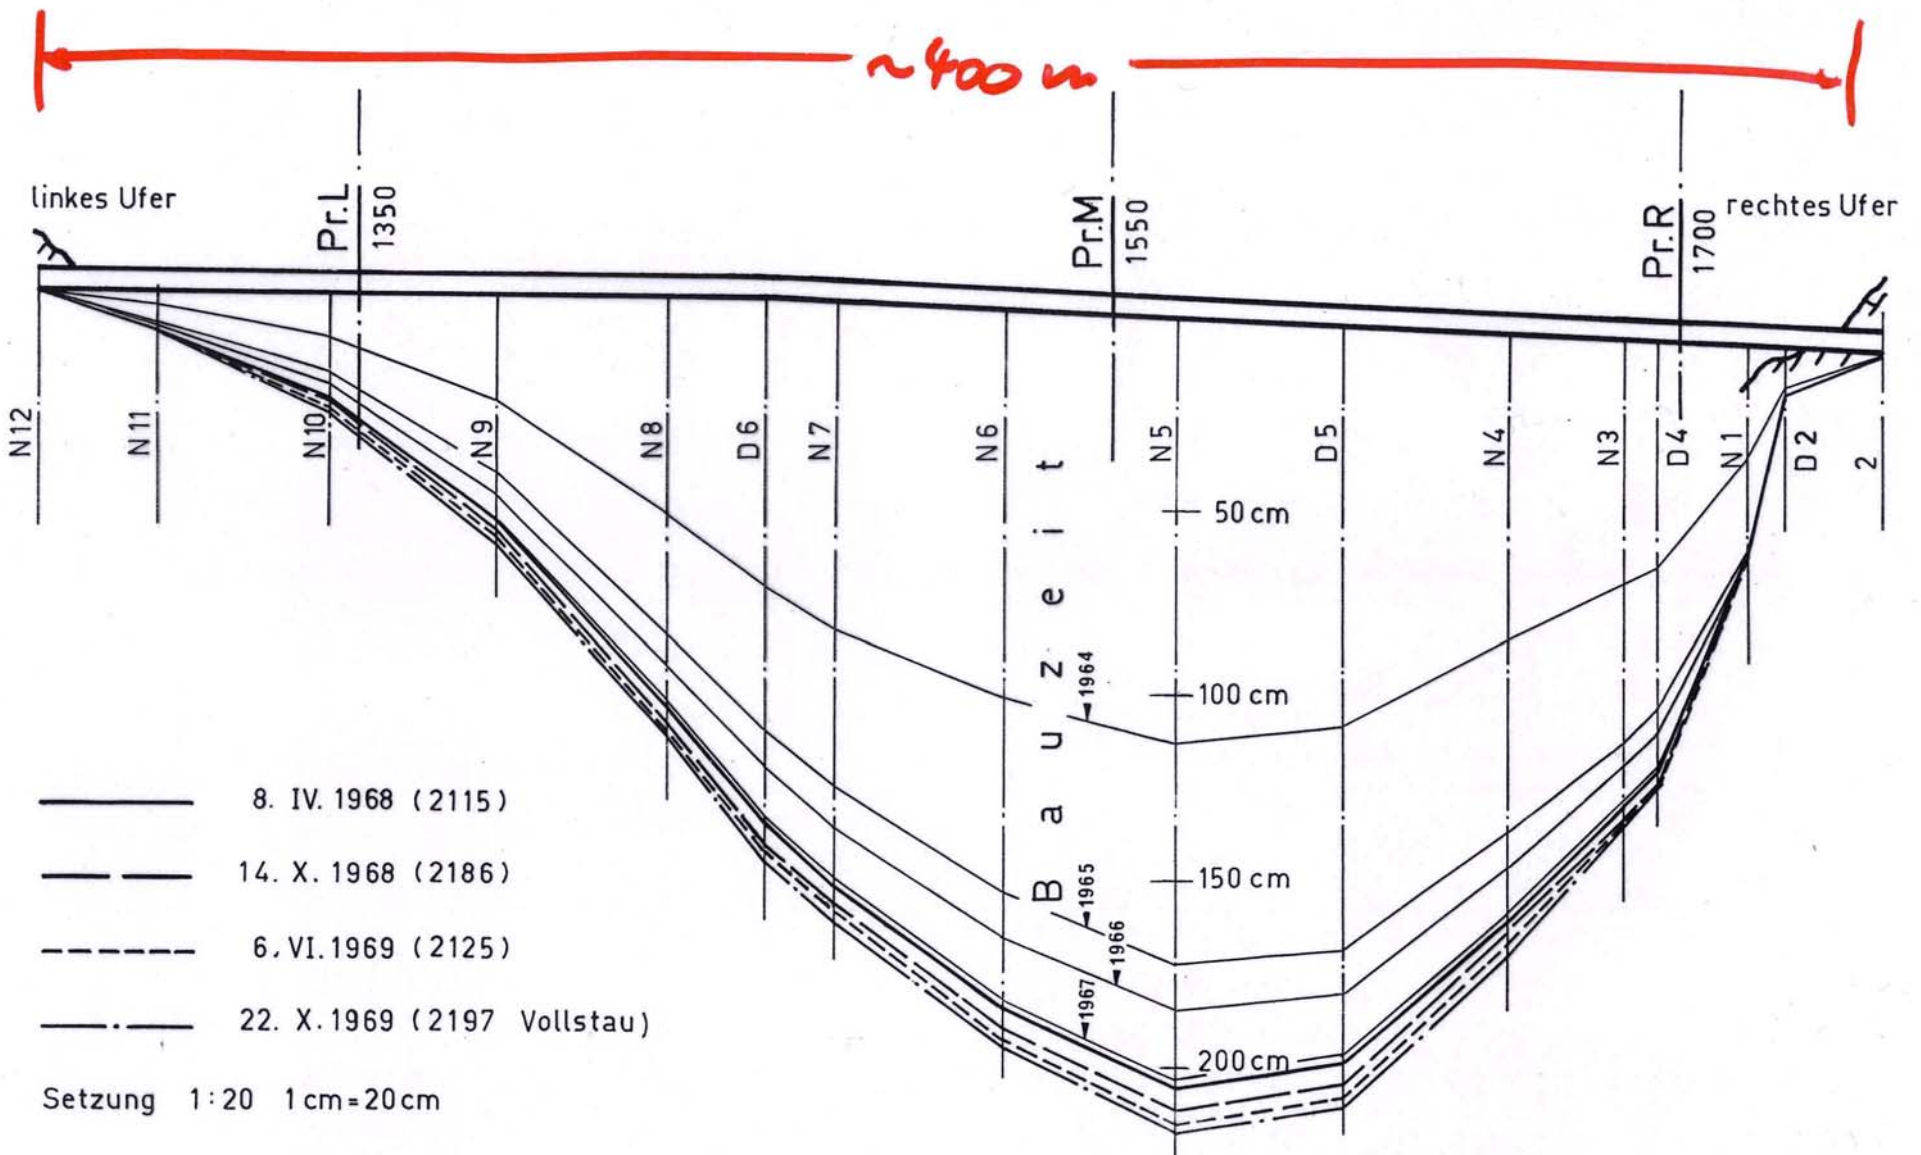 ~400 m
linkes Ufer
Pr.L
1350
Pr.M
1550
Pr.R
1700
rechtes Ufer
N12
N11
N10
N9
N8
D6
N7
N6
N5
D5
N4
N3
D4
N1
D2
2
Bauzeit
50 cm
100 cm
150 cm
200 cm
1964
1965
1966
1967
8. IV. 1968 (2115)
14. X. 1968 (2186)
6. VI. 1969 (2125)
22. X. 1969 (2197 Vollstau)
Setzung 1:20 1 cm = 20 cm